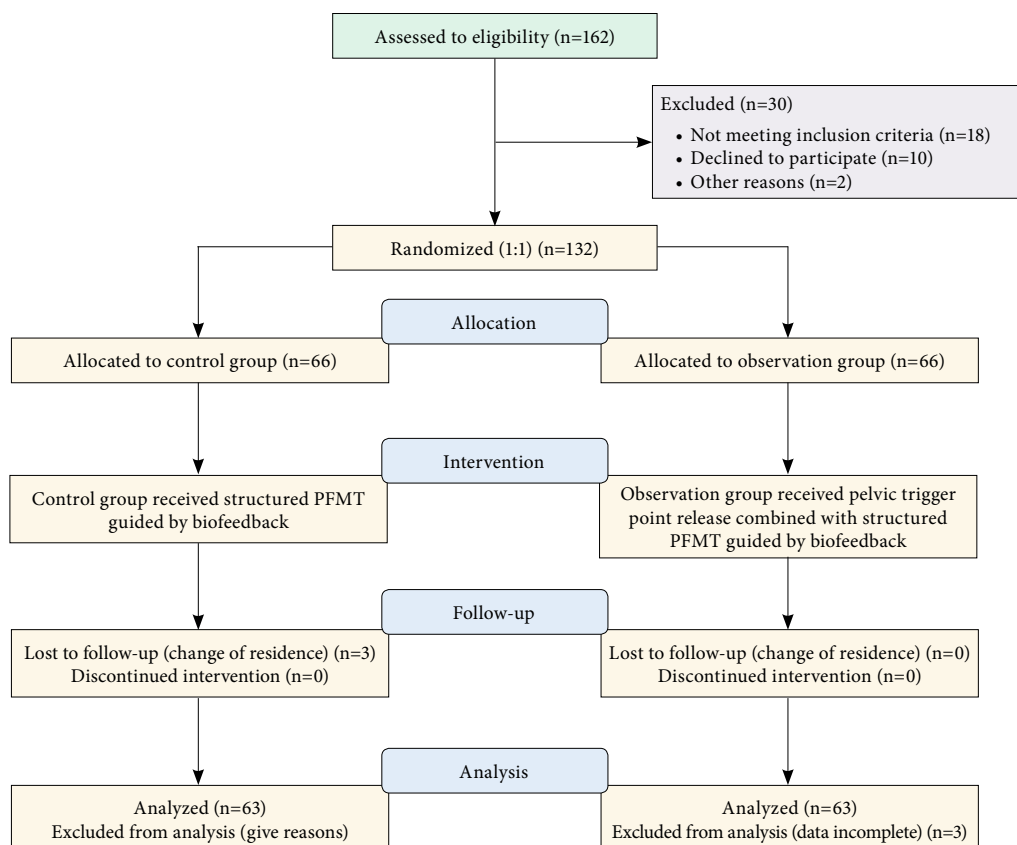 Assessed to eligibility (n=162)
Excluded (n=30)
• Not meeting inclusion criteria (n=18)
• Declined to participate (n=10)
• Other reasons (n=2)
Randomized (1:1) (n=132)
Allocation
Allocated to control group (n=66)
Allocated to observation group (n=66)
Intervention
Control group received structured PFMT
guided by biofeedback
Observation group received pelvic trigger
point release combined with structured
PFMT guided by biofeedback
Follow-up
Lost to follow-up (change of residence) (n=3)
Discontinued intervention (n=0)
Lost to follow-up (change of residence) (n=0)
Discontinued intervention (n=0)
Analysis
Analyzed (n=63)
Excluded from analysis (give reasons)
Analyzed (n=63)
Excluded from analysis (data incomplete) (n=3)